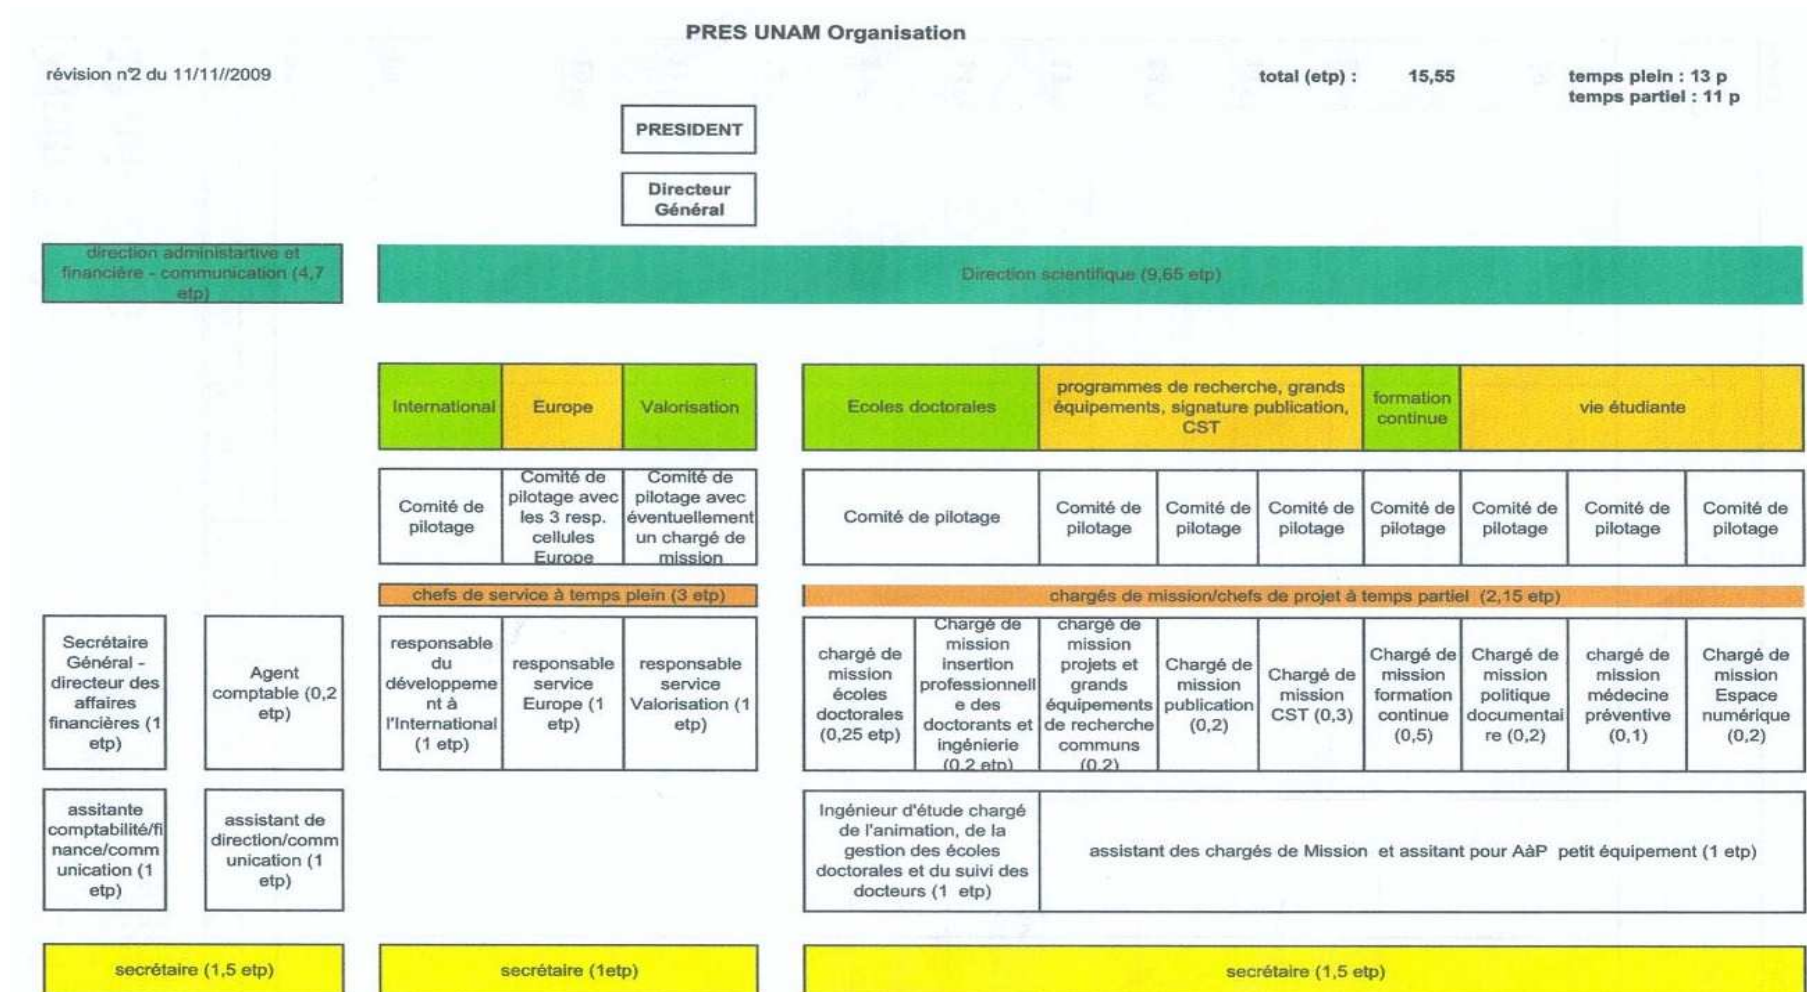 PRES UNAM Organisation
révision n°2 du 11/11//2009
total (etp) : 15,55
temps plein : 13 p
temps partiel : 11 p
PRESIDENT
Directeur
Général
direction administartive et
financière - communication (4,7
etp)
Direction scientifique (9,65 etp)
International
Europe
Valorisation
Ecoles doctorales
programmes de recherche, grands
équipements, signature publication,
CST
formation
continue
vie étudiante
Comité de
pilotage
Comité de
pilotage avec
les 3 resp.
cellules
Europe
Comité de
pilotage avec
éventuellement
un chargé de
mission
Comité de pilotage
Comité de
pilotage
Comité de
pilotage
Comité de
pilotage
Comité de
pilotage
Comité de
pilotage
Comité de
pilotage
Comité de
pilotage
chefs de service à temps plein (3 etp)
chargés de mission/chefs de projet à temps partiel (2,15 etp)
Secrétaire
Général -
directeur des
affaires
financières (1
etp)
Agent
comptable (0,2
etp)
responsable
du
développeme
nt à
l'International
(1 etp)
responsable
service
Europe (1
etp)
responsable
service
Valorisation (1
etp)
chargé de
mission
écoles
doctorales
(0,25 etp)
Chargé de
mission
insertion
professionnell
e des
doctorants et
ingénierie
(0,2 etp)
chargé de
mission
projets et
grands
équipements
de recherche
communs
(0,2)
Chargé de
mission
publication
(0,2)
Chargé de
mission
CST (0,3)
Chargé de
mission
formation
continue
(0,5)
Chargé de
mission
politique
documentai
re (0,2)
chargé de
mission
médecine
préventive
(0,1)
Chargé de
mission
Espace
numérique
(0,2)
assitante
comptabilité/fi
nance/comm
unication (1
etp)
assistant de
direction/comm
unication (1
etp)
Ingénieur d'étude chargé
de l'animation, de la
gestion des écoles
doctorales et du suivi des
docteurs (1 etp)
assistant des chargés de Mission et assitant pour AàP petit équipement (1 etp)
secrétaire (1,5 etp)
secrétaire (1etp)
secrétaire (1,5 etp)